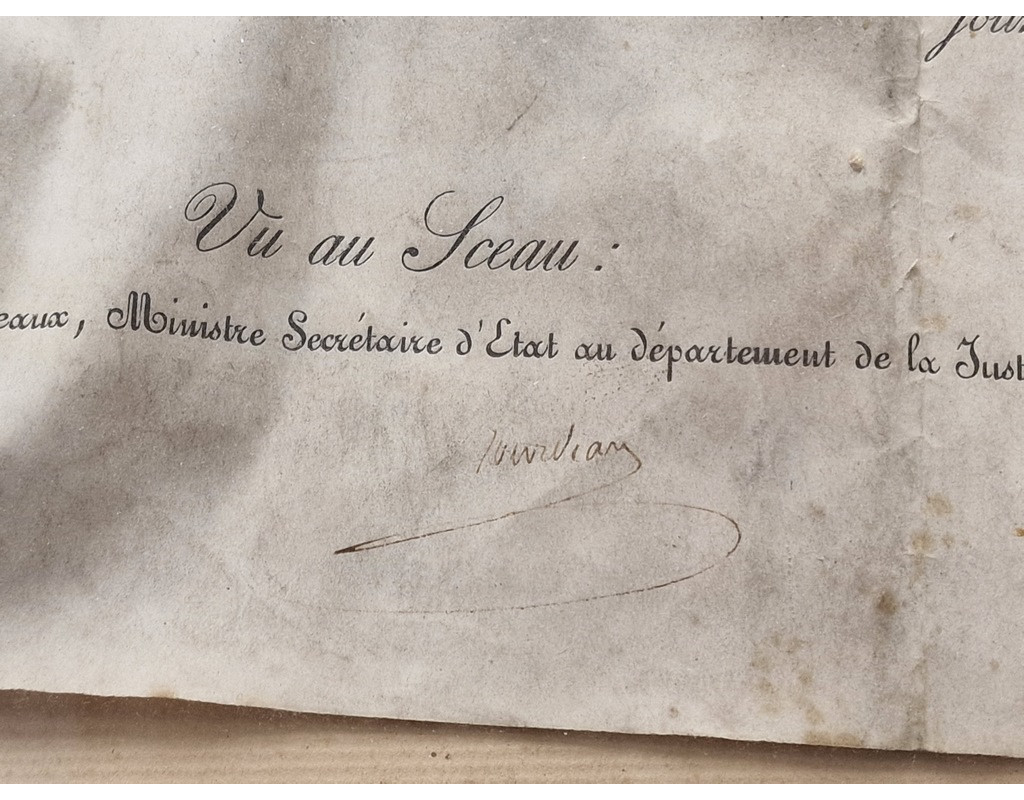 Vu au Sceau :
eaux, Ministre Secrétaire d'Etat au département de la Just